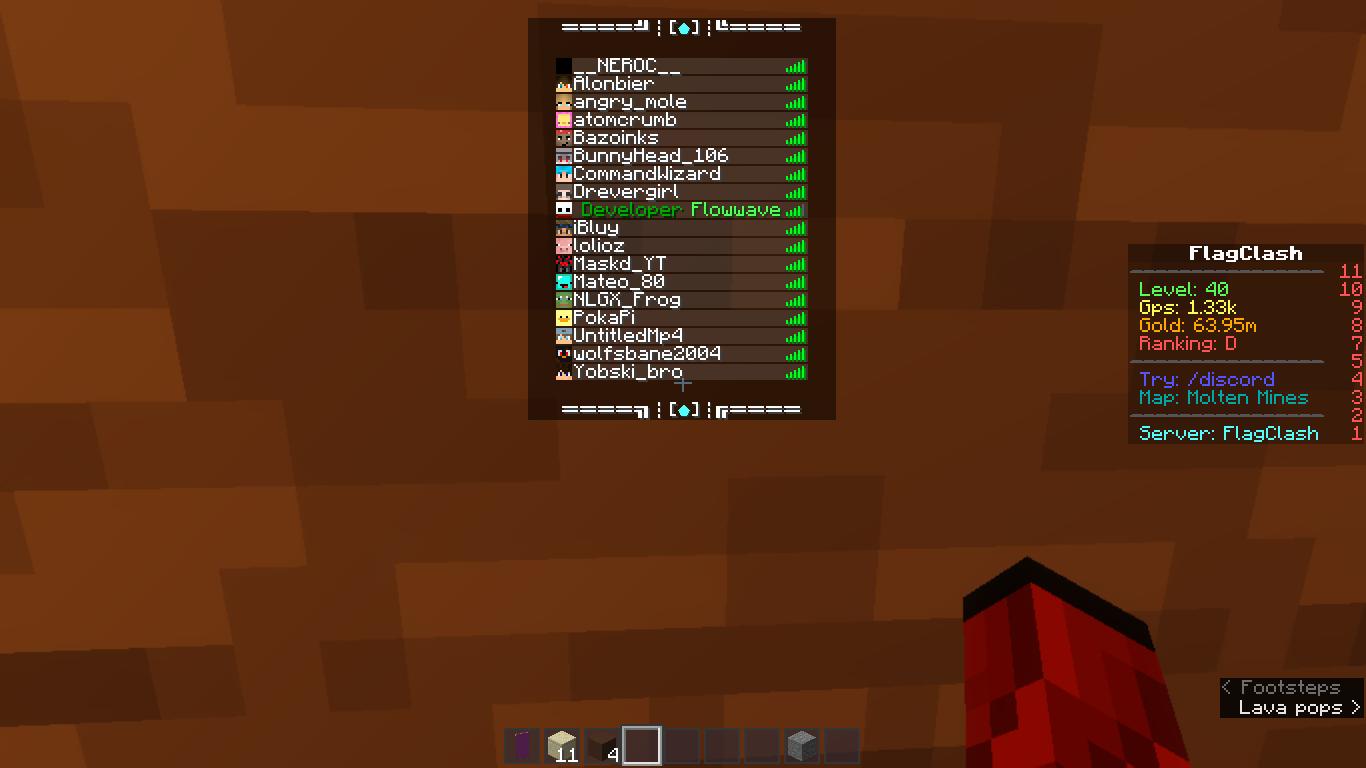 __NEROC__
Alonbier
angry_mole
atomcrumb
Bazoinks
BunnyHead_106
CommandWizard
Drevergirl
Developer Flowwave
iBluy
lolioz
Maskd_YT
Mateo_80
NLGX_Frog
PokaPi
UntitledMp4
wolfsbane2004
Yobski_bro
FlagClash
11
Level: 40 10
Gps: 1.33k 9
Gold: 63.95m 8
Ranking: D 7
5
Try: /discord 4
Map: Molten Mines 3
2
Server: FlagClash 1
< Footsteps
Lava pops >
11
4